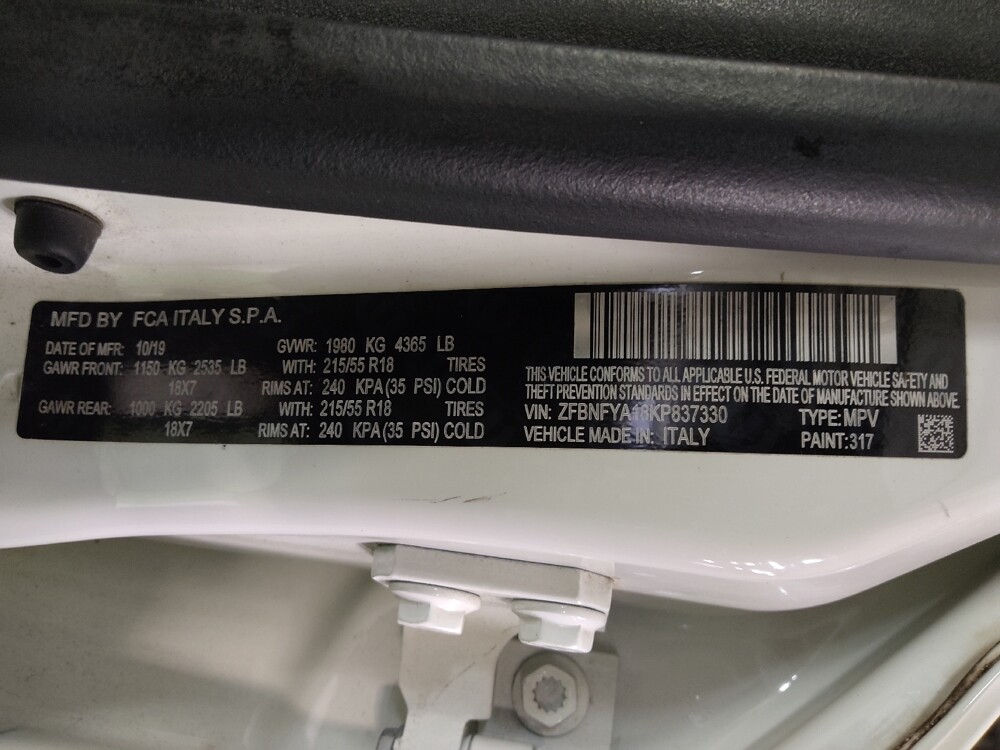 MFD BY FCA ITALY S.P.A.
DATE OF MFR: 10/19 GVWR: 1980 KG 4365 LB
GAWR FRONT: 1150 KG 2535 LB WITH: 215/55 R18 TIRES
18X7 RIMS AT: 240 KPA (35 PSI) COLD
GAWR REAR: 1000 KG 2205 LB WITH: 215/55 R18 TIRES
18X7 RIMS AT: 240 KPA (35 PSI) COLD
THIS VEHICLE CONFORMS TO ALL APPLICABLE U.S. FEDERAL MOTOR VEHICLE SAFETY AND
THEFT PREVENTION STANDARDS IN EFFECT ON THE DATE OF MANUFACTURE SHOWN ABOVE.
VIN: ZFBNFYA18KP837330 TYPE: MPV
VEHICLE MADE IN: ITALY PAINT: 317